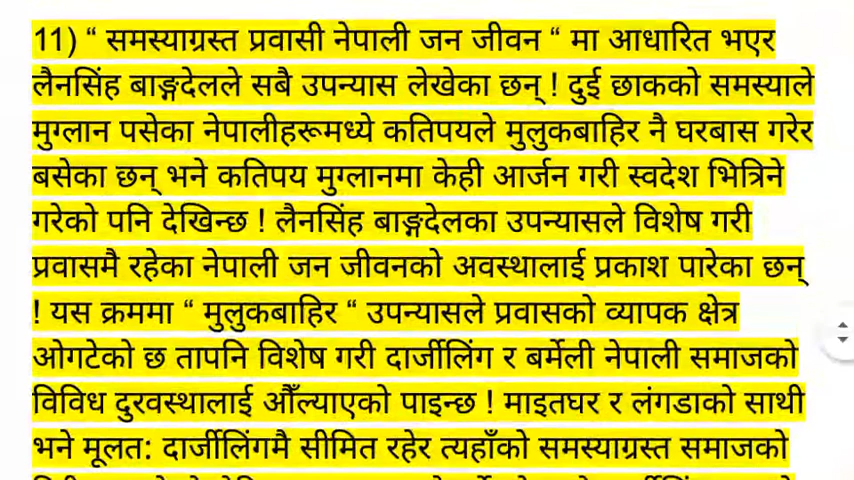 11) “ समस्याग्रस्त प्रवासी नेपाली जन जीवन “ मा आधारित भएर
लैनसिंह बाङ्गदेलले सबै उपन्यास लेखेका छन् ! दुई छाकको समस्याले
मुग्लान पसेका नेपालीहरूमध्ये कतिपयले मुलुकबाहिर नै घरबास गरेर
बसेका छन् भने कतिपय मुग्लानमा केही आर्जन गरी स्वदेश भित्रिने
गरेको पनि देखिन्छ ! लैनसिंह बाङ्गदेलका उपन्यासले विशेष गरी
प्रवासमै रहेका नेपाली जन जीवनको अवस्थालाई प्रकाश पारेका छन्
! यस क्रममा “ मुलुकबाहिर “ उपन्यासले प्रवासको व्यापक क्षेत्र
ओगटेको छ तापनि विशेष गरी दार्जीलिंग र बर्मेली नेपाली समाजको
विविध दुरवस्थालाई औँल्याएको पाइन्छ ! माइतघर र लंगडाको साथी
भने मूलत: दार्जीलिंगमै सीमित रहेर त्यहाँको समस्याग्रस्त समाजको